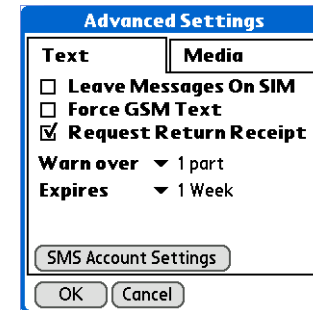 Advanced Settings
Text Media
Leave Messages On SIM
Force GSM Text
Request Return Receipt
Warn over 1 part
Expires 1 Week
SMS Account Settings
OK Cancel